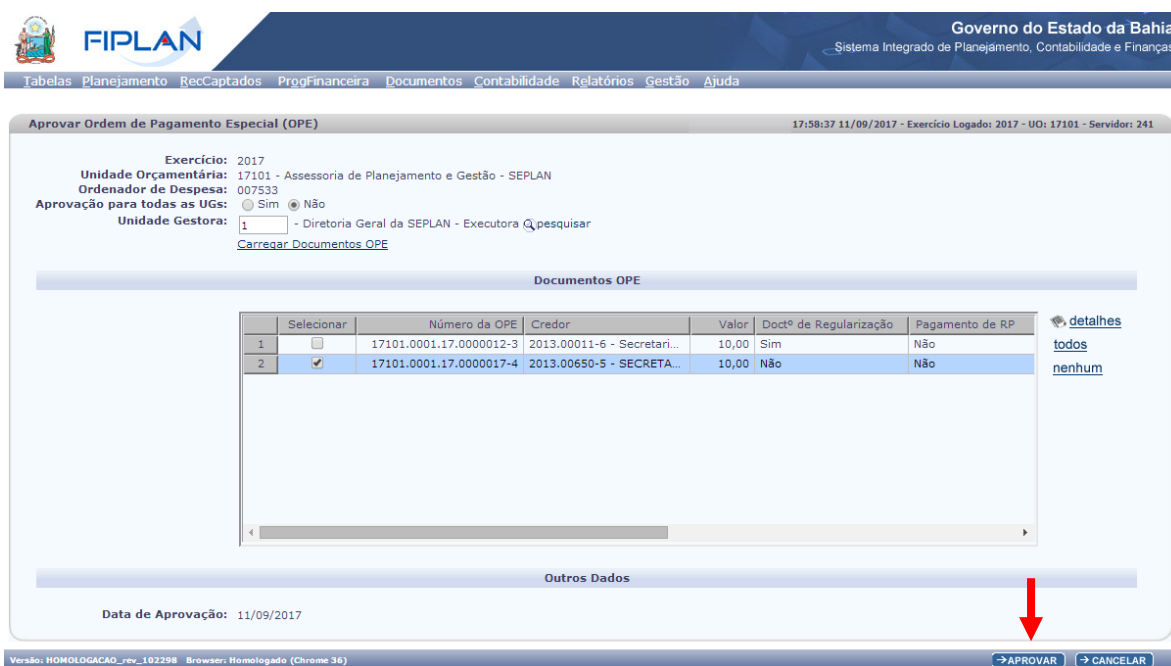 FIPLAN
Governo do Estado da Bahia
Sistema Integrado de Planejamento, Contabilidade e Finanças
Tabelas Planejamento RecCaptados ProgFinanceira Documentos Contabilidade Relatórios Gestão Ajuda
Aprovar Ordem de Pagamento Especial (OPE) 17:58:37 11/09/2017 - Exercício Logado: 2017 - UO: 17101 - Servidor: 241
Exercício: 2017
Unidade Orçamentária: 17101 - Assessoria de Planejamento e Gestão - SEPLAN
Ordenador de Despesa: 007533
Aprovação para todas as UGs: Sim Não
Unidade Gestora: 1 - Diretoria Geral da SEPLAN - Executora pesquisar
Carregar Documentos OPE
Documentos OPE
Selecionar Número da OPE Credor Valor Doctº de Regularização Pagamento de RP
1 17101.0001.17.0000012-3 2013.00011-6 - Secretari... 10,00 Sim Não
2 17101.0001.17.0000017-4 2013.00650-5 - SECRETA... 10,00 Não Não
detalhes
todos
nenhum
Outros Dados
Data de Aprovação: 11/09/2017
Versão: HOMOLOGACAO_rev_102298 Browser: Homologado (Chrome 36) APROVAR CANCELAR